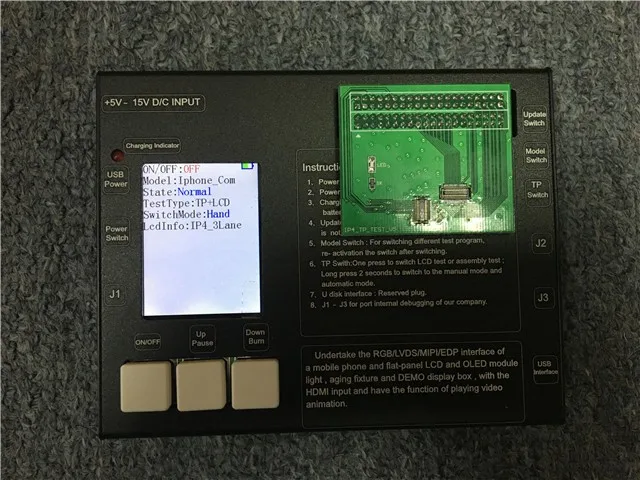 +5V - 15V D/C INPUT
Charging Indicator
USB
Power
Power
Switch
J1
ON/OFF:OFF
Model:Iphone_Com
State:Normal
TestType:TP+LCD
SwitchMode:Hand
LcdInfo:IP4_3Lane
ON/OFF
Up
Pause
Down
Burn
LED
IP4_TP_TEST
Update
Switch
Model
Switch
TP
Switch
J2
J3
USB
Interface
Instructio
1. Power
2. Power
3. Chargi
batter
4. Update
is not
5. Model Switch : For switching different test program,
re- activation the switch after switching.
6. TP Swith:One press to switch LCD test or assembly test ;
Long press 2 seconds to switch to the manual mode and
automatic mode.
7. U disk interface : Reserved plug.
8. J1 - J3 for port internal debugging of our company.
Undertake the RGB/LVDS/MIPI/EDP interface of
a mobile phone and flat-panel LCD and OLED module
light , aging fixture and DEMO display box , with the
HDMI input and have the function of playing video
animation.